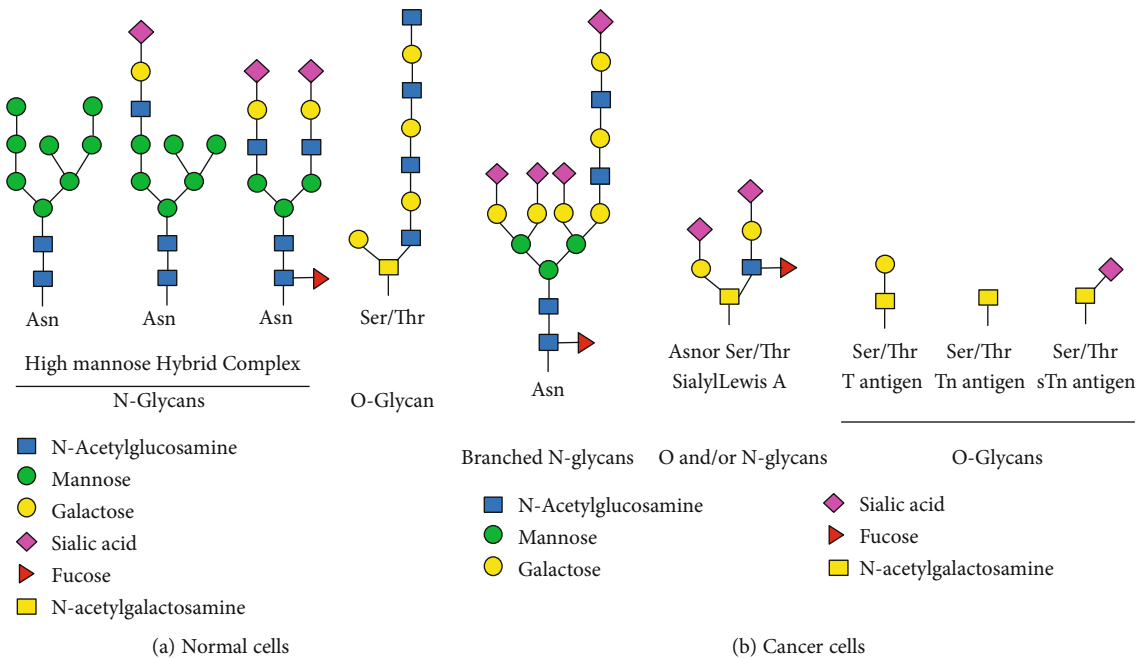 Asn
Asn
Asn
Ser/Thr
High mannose Hybrid Complex
N-Glycans
O-Glycan
N-Acetylglucosamine
Mannose
Galactose
Sialic acid
Fucose
N-acetylgalactosamine
(a) Normal cells
Asn
Asnor Ser/Thr
SialylLewis A
Ser/Thr
T antigen
Ser/Thr
Tn antigen
Ser/Thr
sTn antigen
Branched N-glycans
O and/or N-glycans
O-Glycans
N-Acetylglucosamine
Mannose
Galactose
Sialic acid
Fucose
N-acetylgalactosamine
(b) Cancer cells